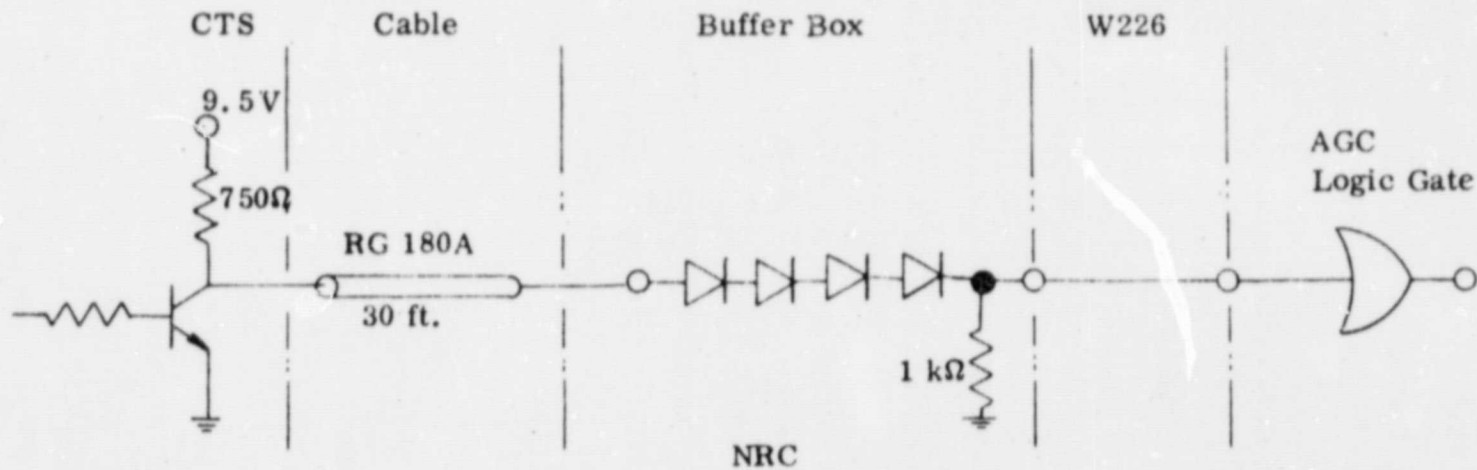 CTS Cable Buffer Box W226
9.5V
750Ω
RG 180A
30 ft.
AGC
Logic Gate
1 kΩ
NRC